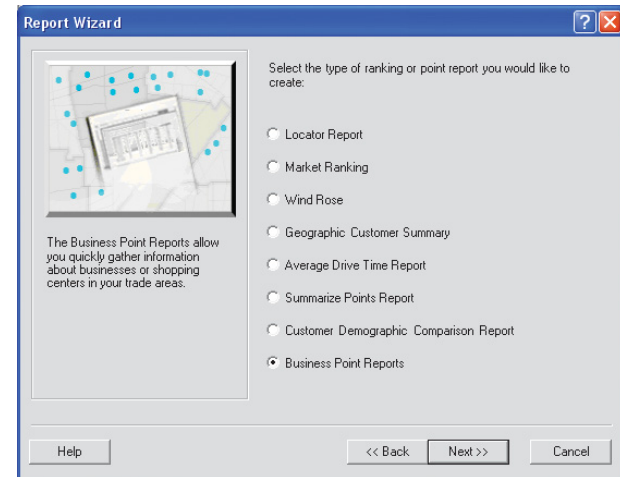 Report Wizard
Select the type of ranking or point report you would like to
create:
Locator Report
Market Ranking
Wind Rose
Geographic Customer Summary
Average Drive Time Report
Summarize Points Report
Customer Demographic Comparison Report
Business Point Reports
The Business Point Reports allow
you quickly gather information
about businesses or shopping
centers in your trade areas.
Help
<< Back
Next >>
Cancel